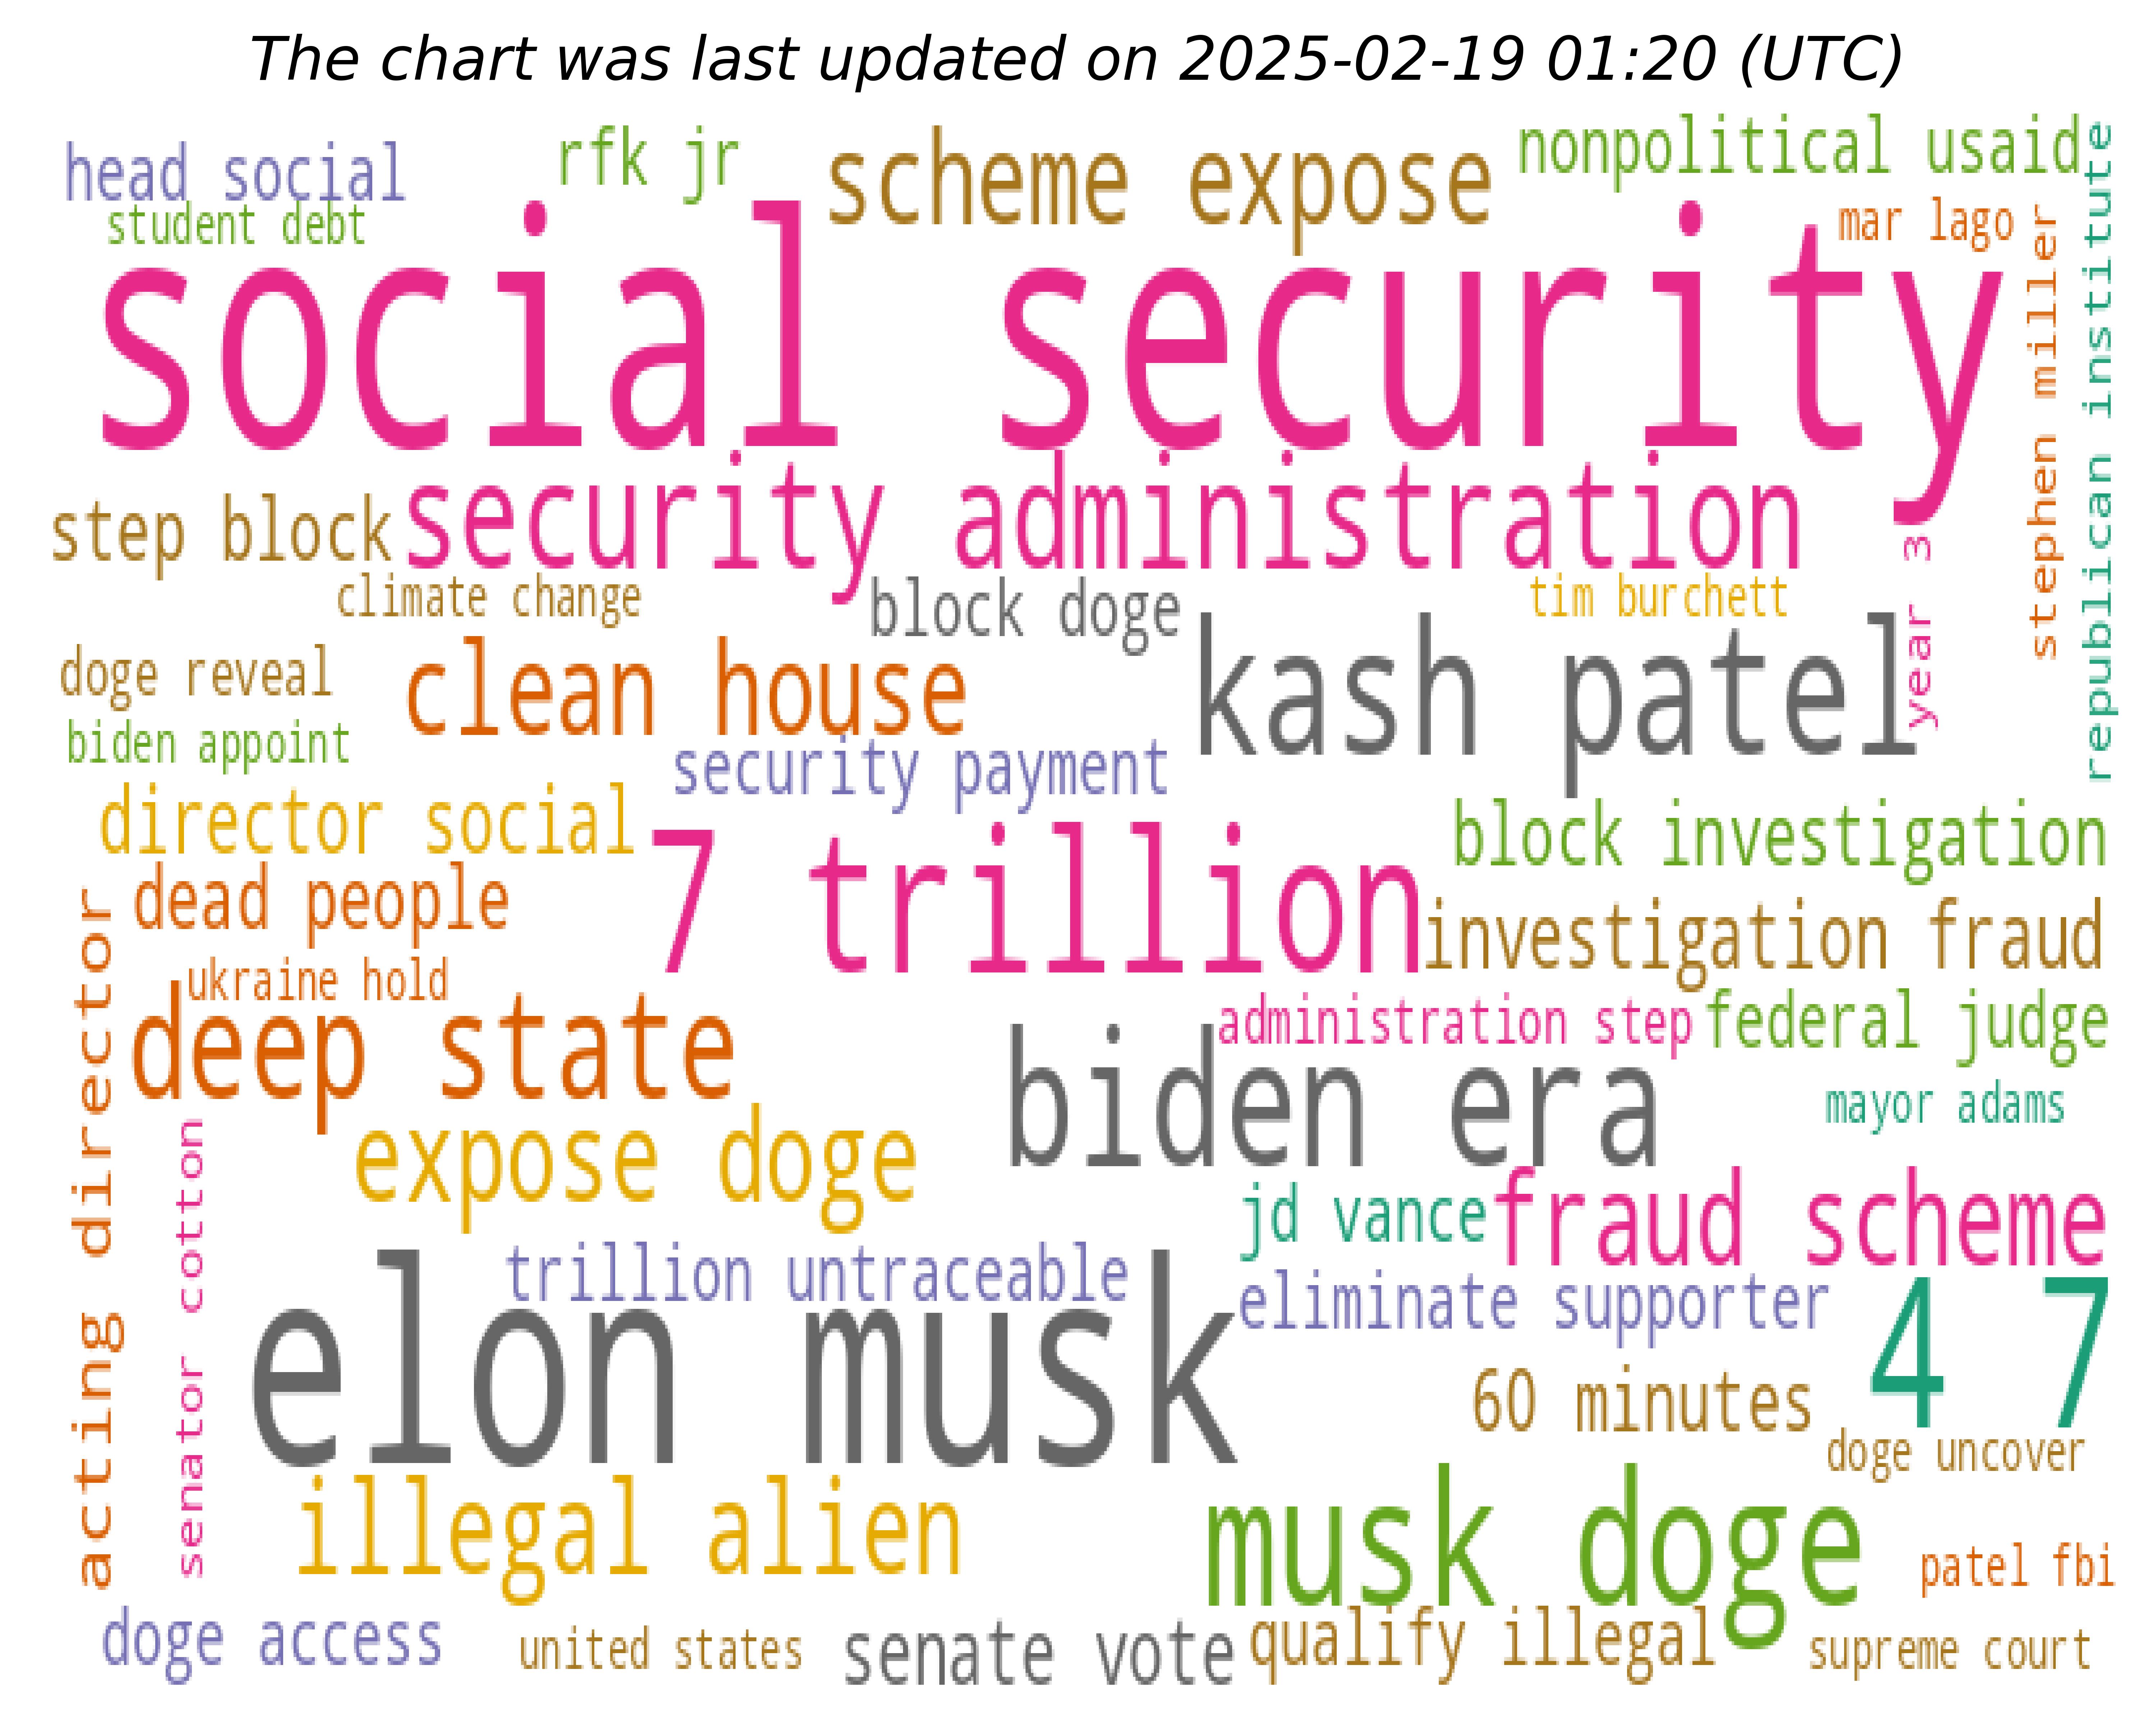 The chart was last updated on 2025-02-19 01:20 (UTC)
head social
rfk jr
scheme expose
nonpolitical usaid
student debt
mar lago
social security
stephen miller
republican institute
step block
security administration
year 3
climate change
block doge
tim burchett
doge reveal
clean house
kash patel
biden appoint
security payment
director social
7 trillion
block investigation
dead people
investigation fraud
acting director
ukraine hold
deep state
administration step
federal judge
biden era
mayor adams
senator cotton
expose doge
jd vance
fraud scheme
trillion untraceable
elon musk
eliminate supporter
4 7
60 minutes
doge uncover
illegal alien
musk doge
patel fbi
doge access
united states
senate vote
qualify illegal
supreme court